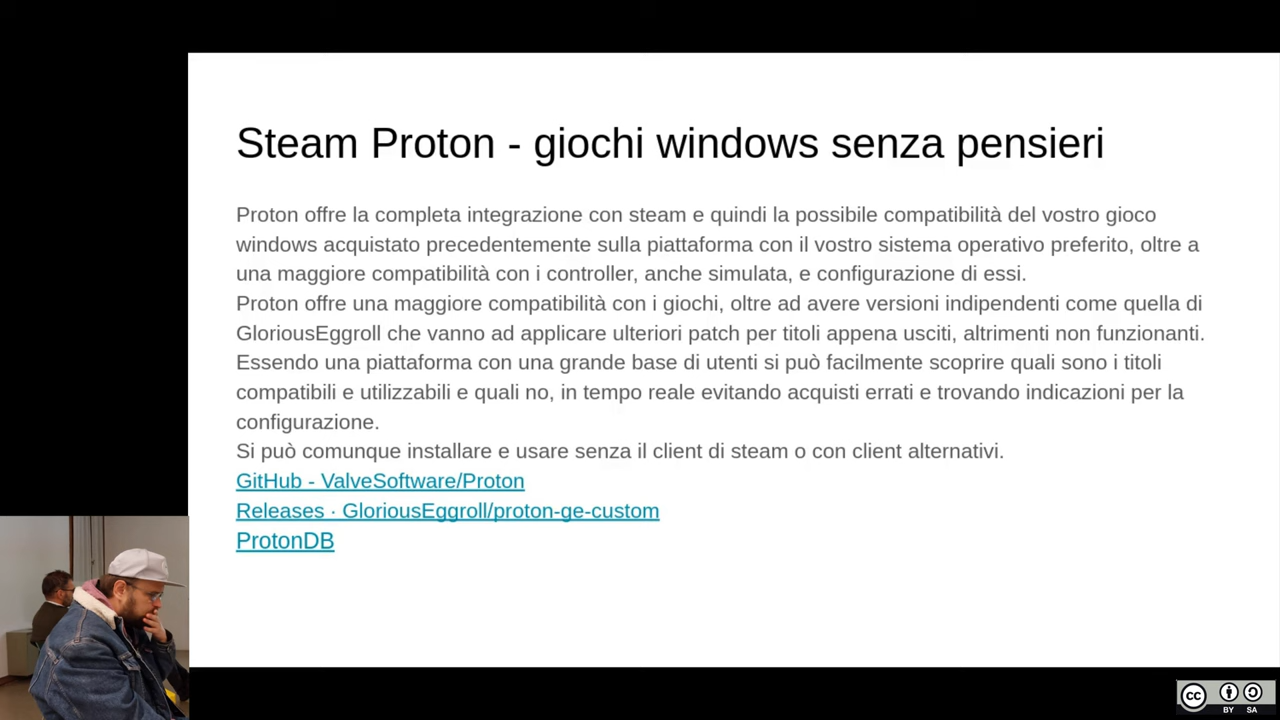 Steam Proton - giochi windows senza pensieri
Proton offre la completa integrazione con steam e quindi la possibile compatibilità del vostro gioco
windows acquistato precedentemente sulla piattaforma con il vostro sistema operativo preferito, oltre a
una maggiore compatibilità con i controller, anche simulata, e configurazione di essi.
Proton offre una maggiore compatibilità con i giochi, oltre ad avere versioni indipendenti come quella di
GloriousEggroll che vanno ad applicare ulteriori patch per titoli appena usciti, altrimenti non funzionanti.
Essendo una piattaforma con una grande base di utenti si può facilmente scoprire quali sono i titoli
compatibili e utilizzabili e quali no, in tempo reale evitando acquisti errati e trovando indicazioni per la
configurazione.
Si può comunque installare e usare senza il client di steam o con client alternativi.
GitHub - ValveSoftware/Proton
Releases · GloriousEggroll/proton-ge-custom
ProtonDB
CC BY SA